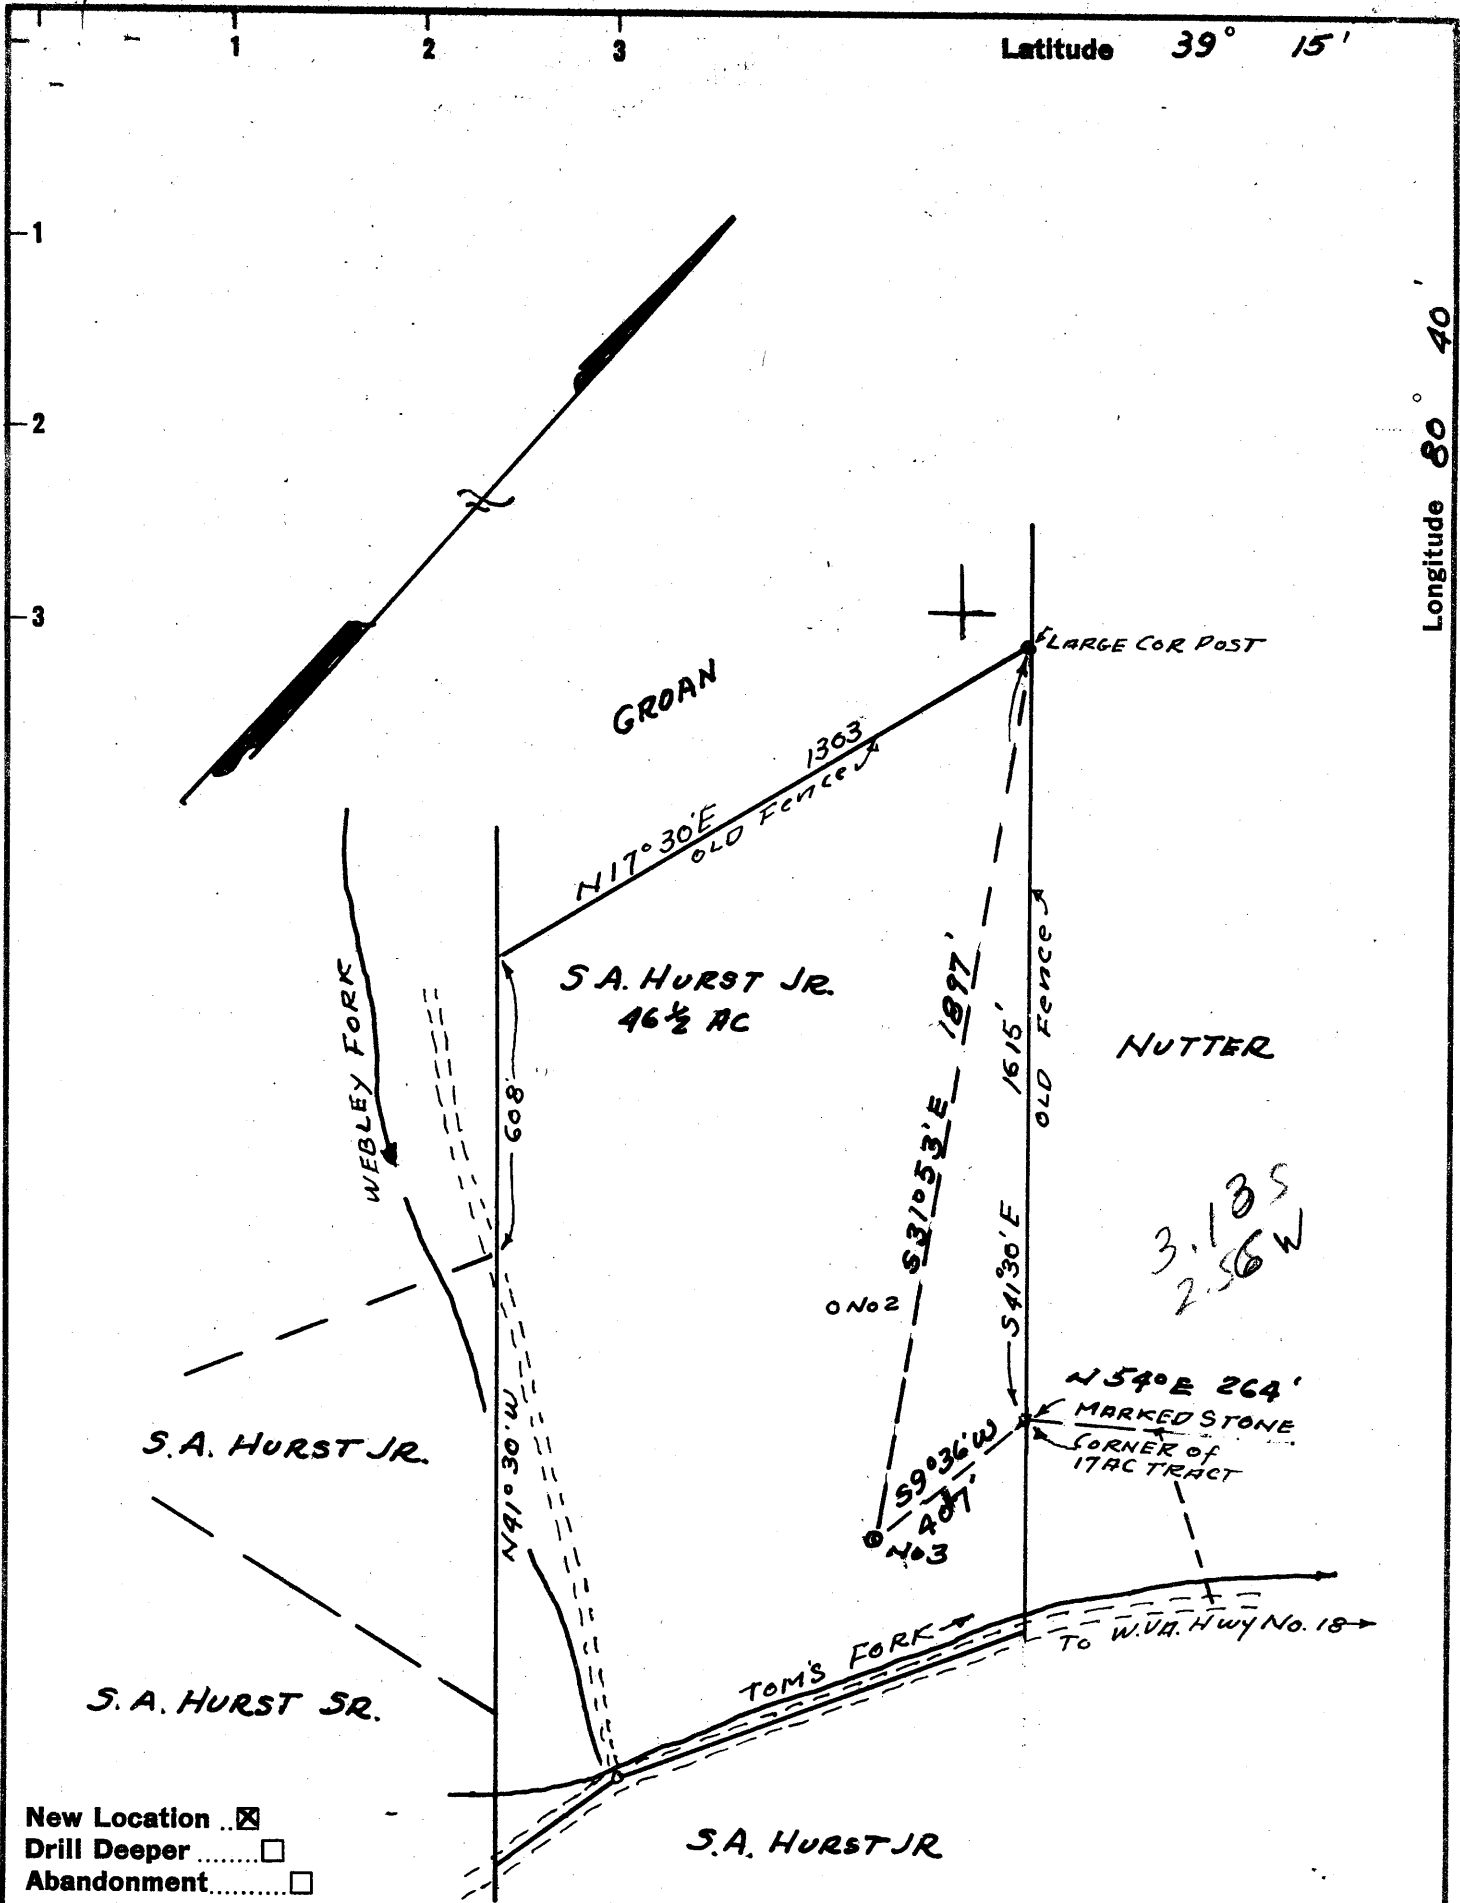 1 2 3 Latitude 39° 15'
1
2
3
Longitude 80° 40'
LARGE COR POST
GROAN
1303
N17°30'E
OLD Fence
S.A. HURST JR.
46½ AC
WEBLEY FORK
608'
S31°53'E 1897'
1615'
OLD Fence
NUTTER
3.13 S
2.56 W
S41°30'E
O No 2
N54°E 264'
MARKED STONE
CORNER of
17AC TRACT
S.A. HURST JR.
N41°30'W
S9°36'W
407'
No 3
TOM'S FORK
To W.VA. Hwy No. 18
S.A. HURST SR.
S.A. HURST JR
New Location ..☒
Drill Deeper ........☐
Abandonment..........☐